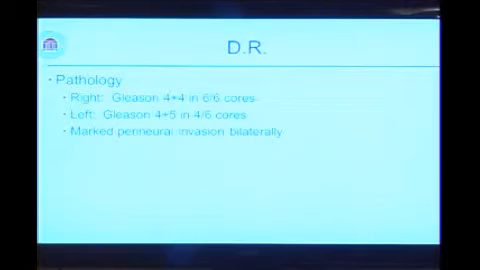 D.R.
• Pathology
• Right: Gleason 4+4 in 6/6 cores
• Left: Gleason 4+5 in 4/6 cores
• Marked perineural invasion bilaterally